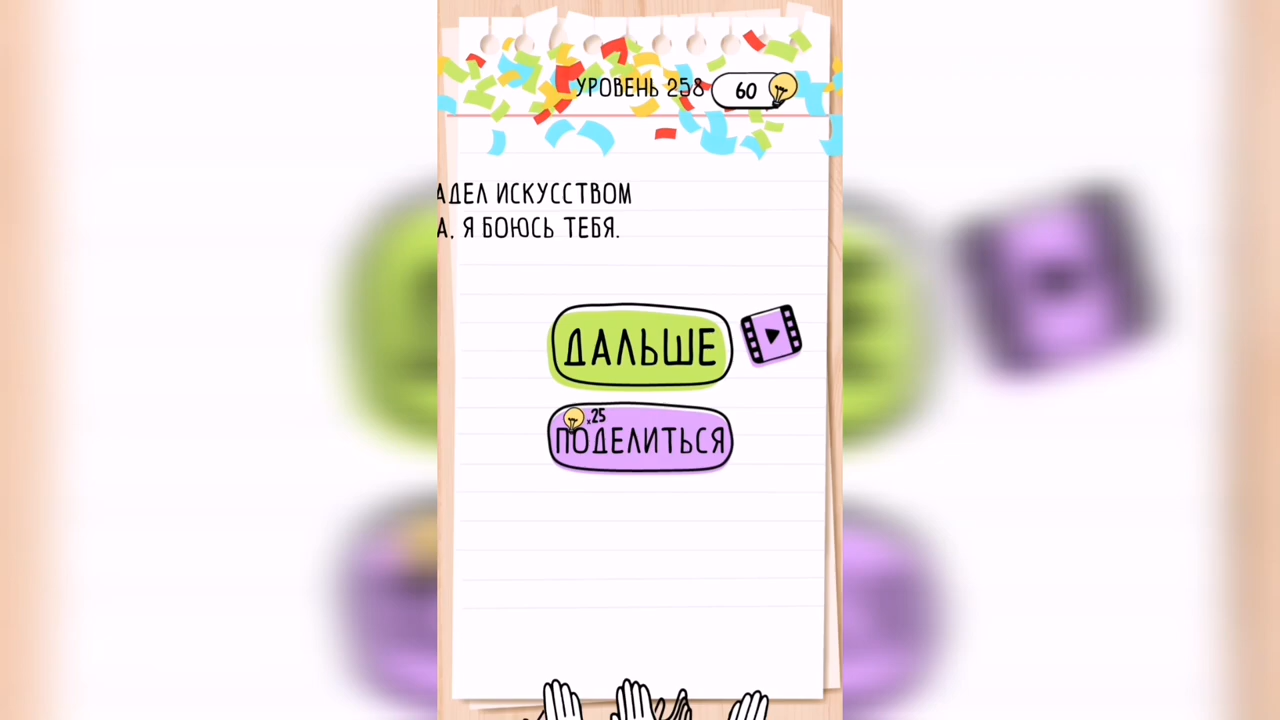 УРОВЕНЬ 258
60
АДЕЛ ИСКУССТВОМ
А. Я БОЮСЬ ТЕБЯ.
ДАЛЬШЕ
x25
ПОДЕЛИТЬСЯ